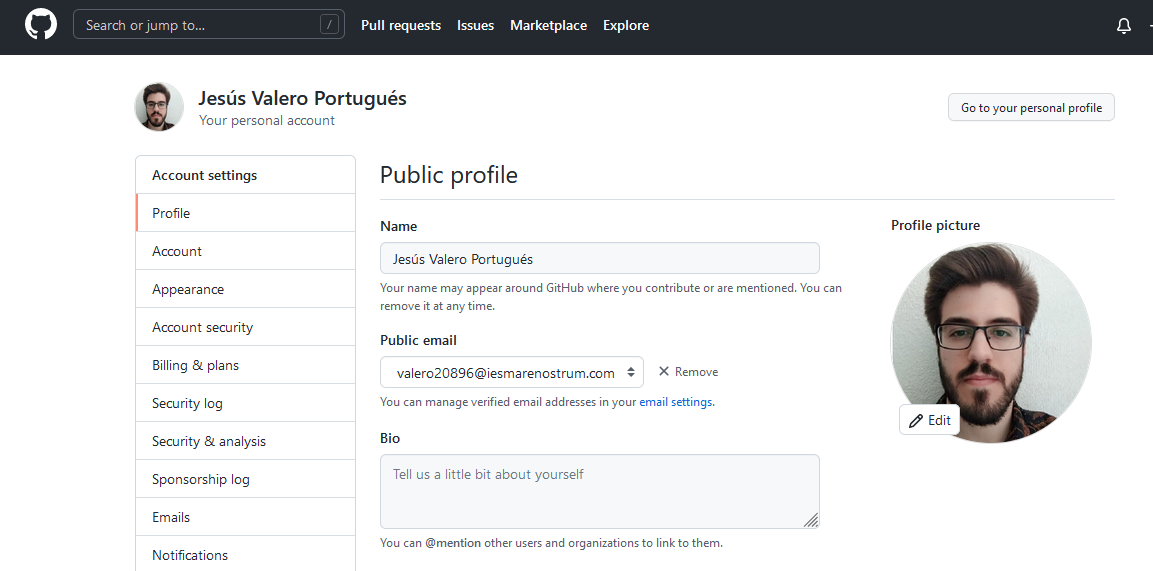 Search or jump to... /
Pull requests
Issues
Marketplace
Explore
Jesús Valero Portugués
Your personal account
Go to your personal profile
Account settings
Profile
Account
Appearance
Account security
Billing & plans
Security log
Security & analysis
Sponsorship log
Emails
Notifications
Public profile
Name
Jesús Valero Portugués
Your name may appear around GitHub where you contribute or are mentioned. You can
remove it at any time.
Public email
valero20896@iesmarenostrum.com
Remove
You can manage verified email addresses in your email settings.
Bio
Tell us a little bit about yourself
You can @mention other users and organizations to link to them.
Profile picture
Edit